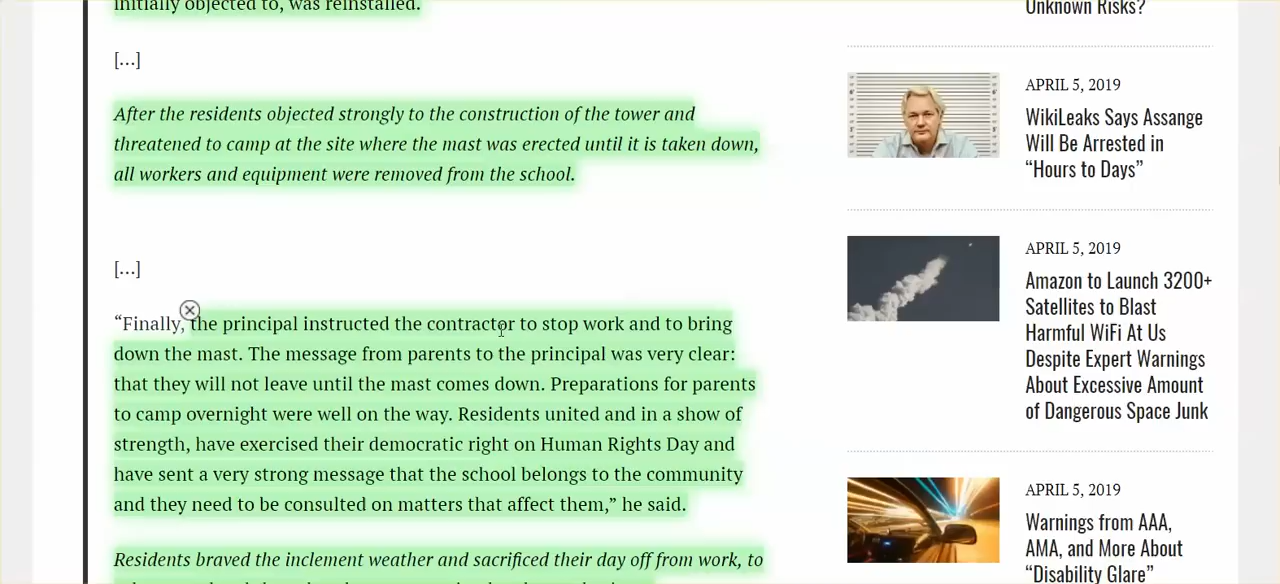 initially objected to, was reinstalled.
[...]
After the residents objected strongly to the construction of the tower and
threatened to camp at the site where the mast was erected until it is taken down,
all workers and equipment were removed from the school.
[...]
“Finally, the principal instructed the contractor to stop work and to bring
down the mast. The message from parents to the principal was very clear:
that they will not leave until the mast comes down. Preparations for parents
to camp overnight were well on the way. Residents united and in a show of
strength, have exercised their democratic right on Human Rights Day and
have sent a very strong message that the school belongs to the community
and they need to be consulted on matters that affect them,” he said.
Residents braved the inclement weather and sacrificed their day off from work, to
Unknown Risks?
APRIL 5, 2019
WikiLeaks Says Assange
Will Be Arrested in
“Hours to Days”
APRIL 5, 2019
Amazon to Launch 3200+
Satellites to Blast
Harmful WiFi At Us
Despite Expert Warnings
About Excessive Amount
of Dangerous Space Junk
APRIL 5, 2019
Warnings from AAA,
AMA, and More About
“Disability Glare”